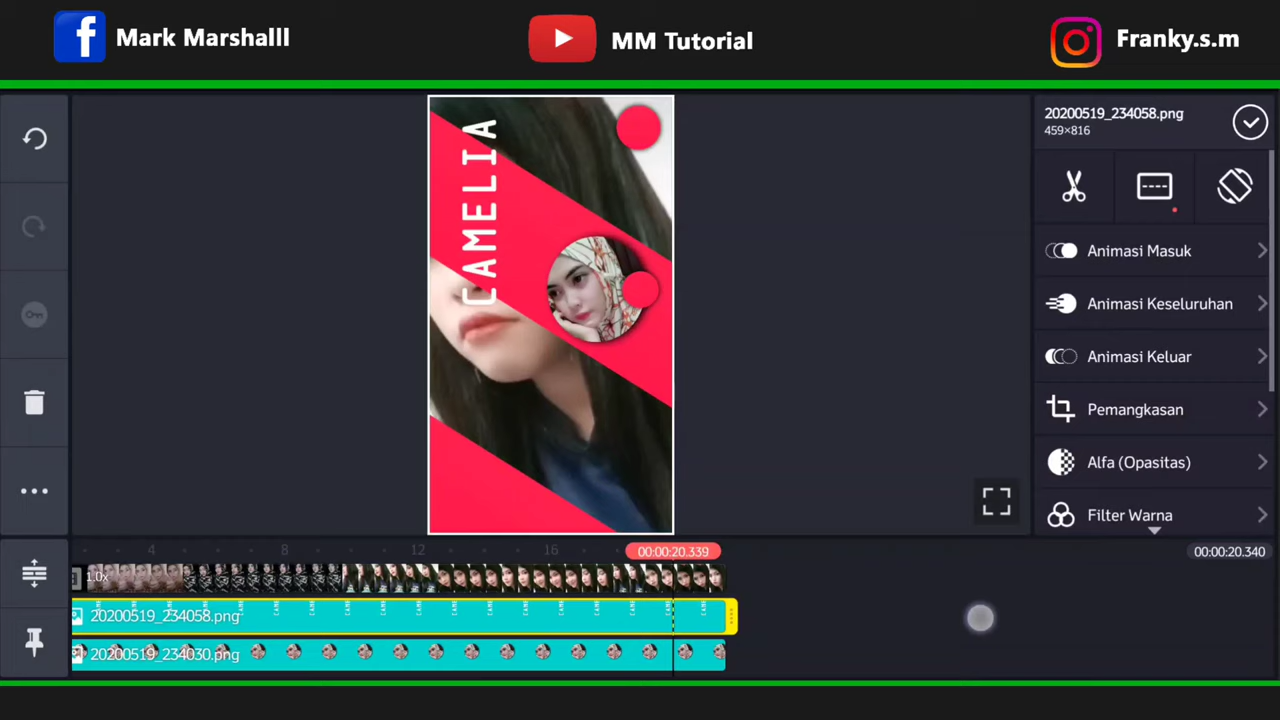 Mark Marshalll
MM Tutorial
Franky.s.m
CAMELIA
20200519_234058.png
459×816
Animasi Masuk
Animasi Keseluruhan
Animasi Keluar
Pemangkasan
Alfa (Opasitas)
Filter Warna
4
8
12
16
00:00:20.339
00:00:20.340
1.0x
20200519_234058.png
20200519_234030.png